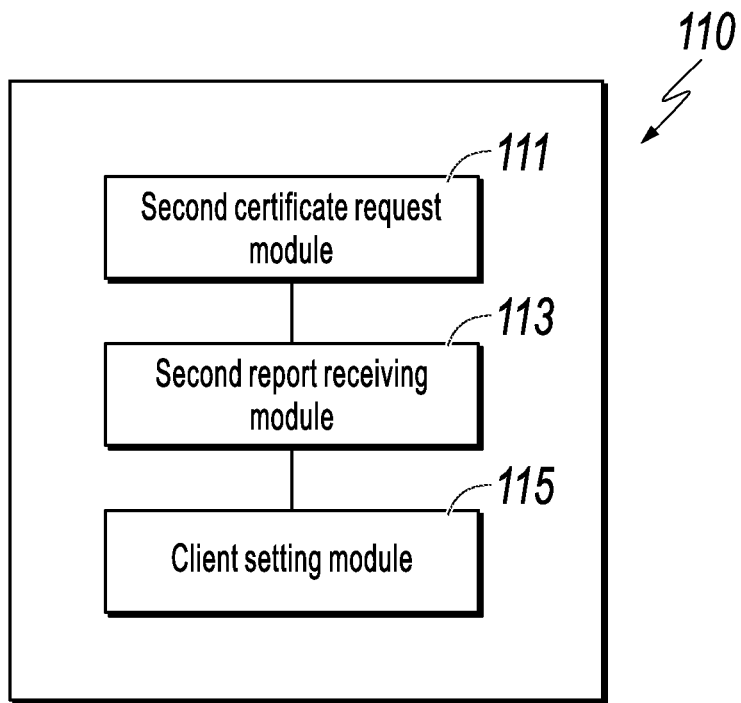 110
111
Second certificate request
module
113
Second report receiving
module
115
Client setting module